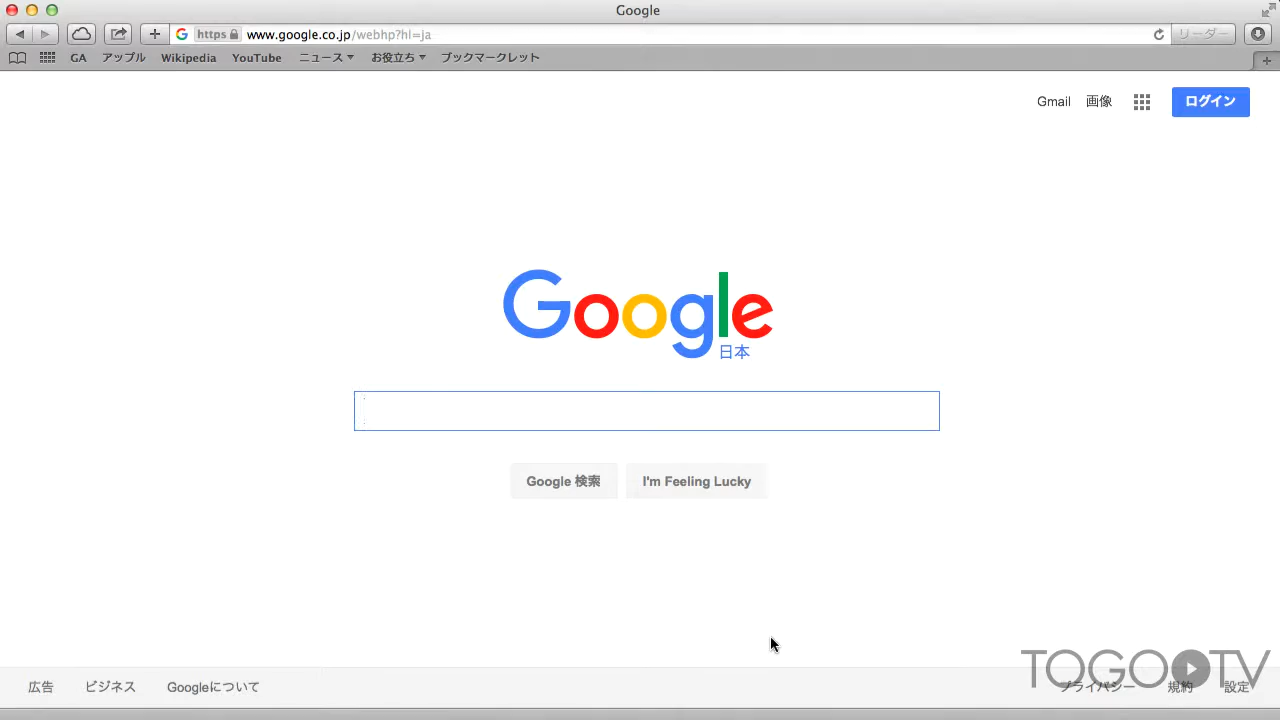 Google
https www.google.co.jp/webhp?hl=ja リーダー
GA アップル Wikipedia YouTube ニュース お役立ち ブックマークレット
Gmail 画像 ログイン
Google
日本
Google 検索 I'm Feeling Lucky
TOGO TV
広告 ビジネス Googleについて プライバシー 規約 設定